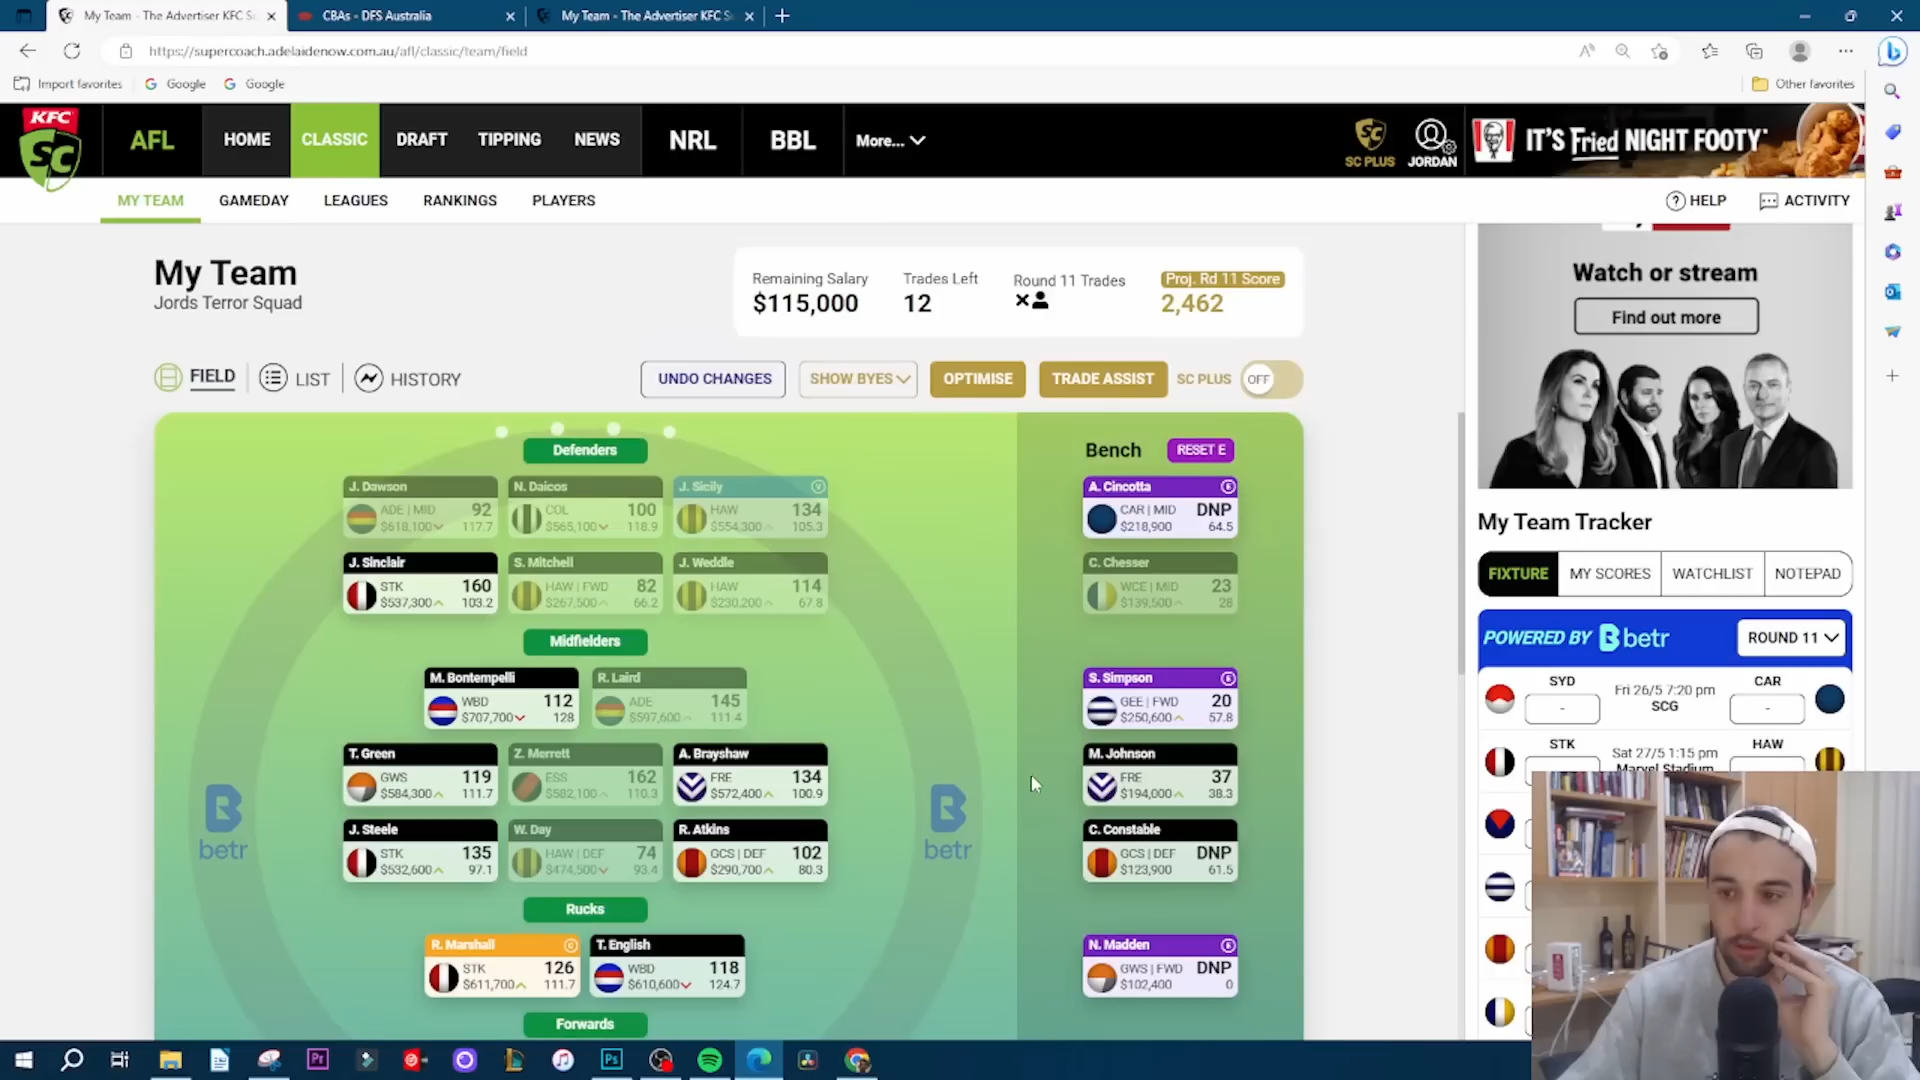 My Team - The Advertiser KFC S
CBAs - DFS Australia
My Team - The Advertiser KFC S
https://supercoach.adelaidenow.com.au/afl/classic/team/field
Import favorites
Google
Google
Other favorites
KFC
SC
AFL
HOME
CLASSIC
DRAFT
TIPPING
NEWS
NRL
BBL
More...
SC
SC PLUS
JORDAN
KFC
IT'S Fried NIGHT FOOTY
MY TEAM
GAMEDAY
LEAGUES
RANKINGS
PLAYERS
HELP
ACTIVITY
My Team
Jords Terror Squad
Remaining Salary
$115,000
Trades Left
12
Round 11 Trades
Proj. Rd 11 Score
2,462
FIELD
LIST
HISTORY
UNDO CHANGES
SHOW BYES
OPTIMISE
TRADE ASSIST
SC PLUS
OFF
Defenders
J. Dawson
ADE | MID 92
$618,100 117.7
N. Daicos
COL 100
$565,100 118.9
J. Sicily V
HAW 134
$554,300 105.3
J. Sinclair
STK 160
$537,300 103.2
S. Mitchell
HAW | FWD 82
$267,500 66.2
J. Weddle
HAW 114
$230,200 67.8
Midfielders
M. Bontempelli
WBD 112
$707,700 128
R. Laird
ADE 145
$597,600 111.4
T. Green
GWS 119
$584,300 111.7
Z. Merrett
ESS 162
$582,100 110.3
A. Brayshaw
FRE 134
$572,400 100.9
J. Steele
STK 135
$532,600 97.1
W. Day
HAW | DEF 74
$474,500 93.4
R. Atkins
GCS | DEF 102
$290,700 80.3
Rucks
R. Marshall C
STK 126
$611,700 111.7
T. English
WBD 118
$610,600 124.7
Forwards
B
betr
B
betr
Bench
RESET E
A. Cincotta E
CAR | MID DNP
$218,900 64.5
C. Chesser
WCE | MID 23
$139,500 28
S. Simpson E
GEE | FWD 20
$250,600 57.8
M. Johnson
FRE 37
$194,000 38.3
C. Constable
GCS | DEF DNP
$123,900 61.5
N. Madden E
GWS | FWD DNP
$102,400 0
Watch or stream
Find out more
My Team Tracker
FIXTURE
MY SCORES
WATCHLIST
NOTEPAD
POWERED BY betr
ROUND 11
SYD
-
Fri 26/5 7:20 pm
SCG
CAR
-
STK
Sat 27/5 1:15 pm
Marvel Stadium
HAW
Pr
Ps